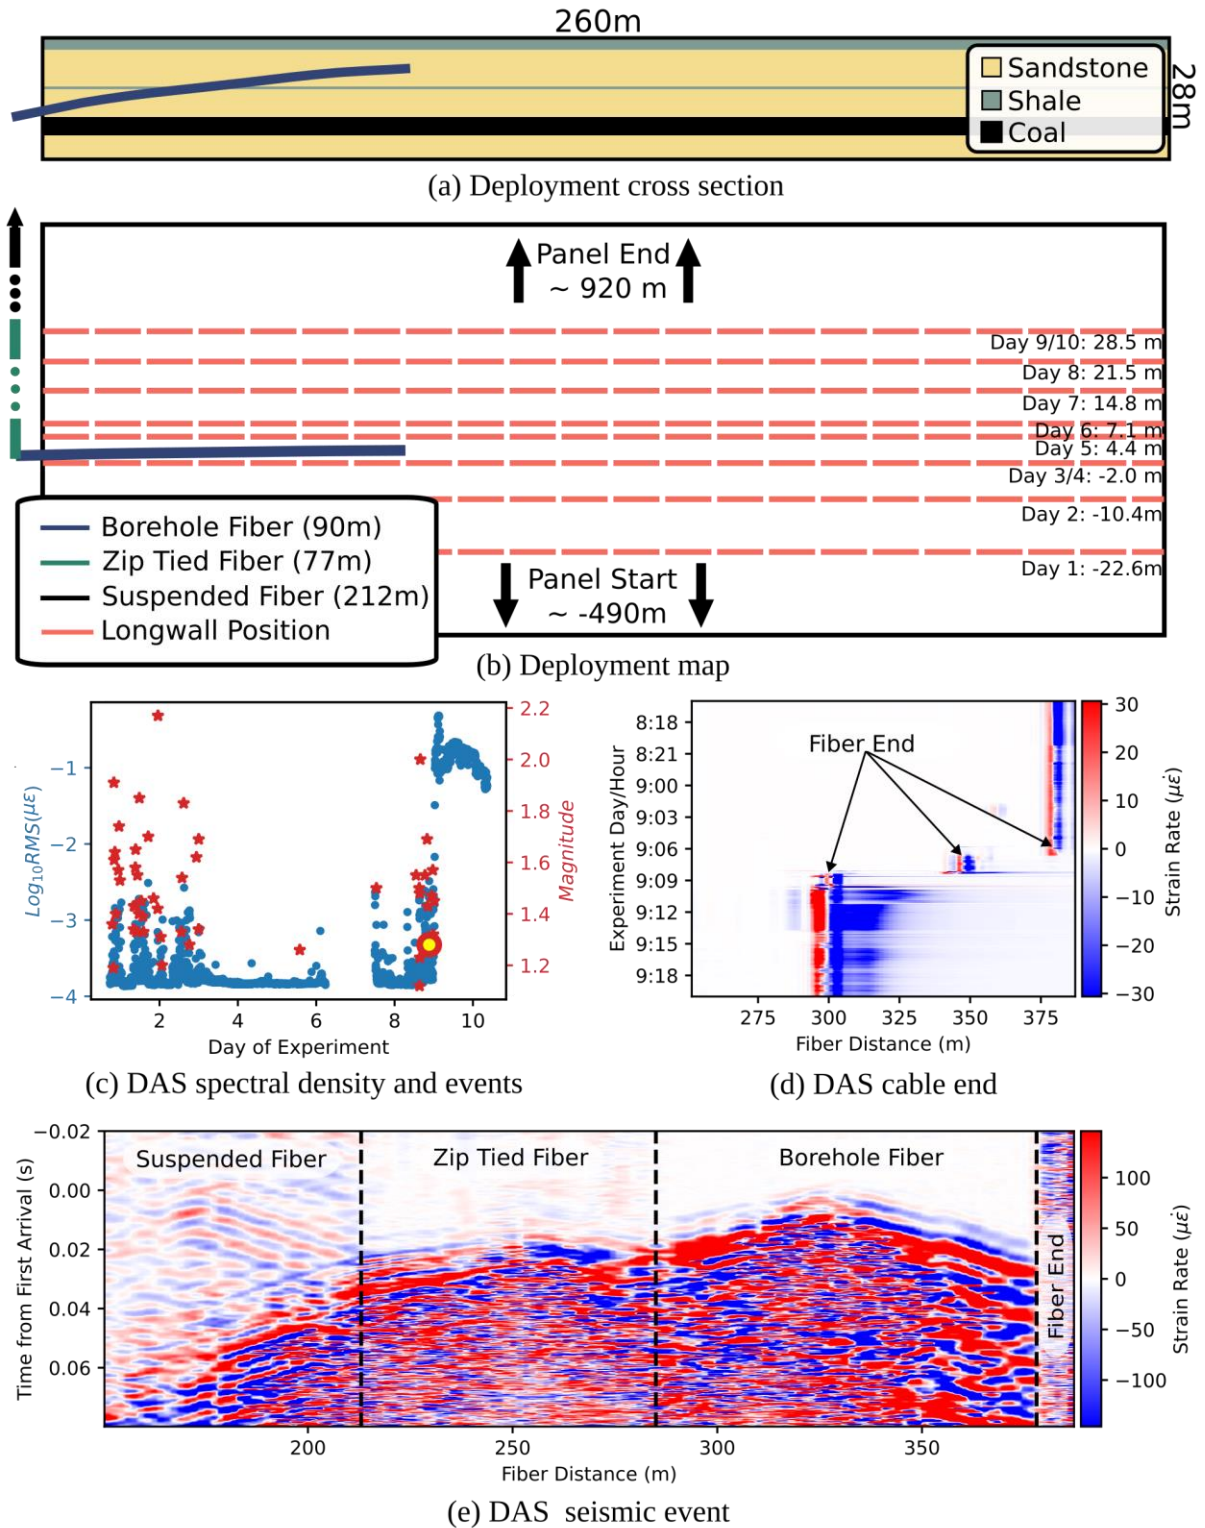 260m
Sandstone
Shale
Coal
28m
(a) Deployment cross section
Panel End
~ 920 m
Day 9/10: 28.5 m
Day 8: 21.5 m
Day 7: 14.8 m
Day 6: 7.1 m
Day 5: 4.4 m
Day 3/4: -2.0 m
Day 2: -10.4m
Day 1: -22.6m
Borehole Fiber (90m)
Zip Tied Fiber (77m)
Suspended Fiber (212m)
Longwall Position
Panel Start
~ -490m
(b) Deployment map
Log10RMS(με̇)
−1
−2
−3
−4
2
4
6
8
10
Day of Experiment
2.2
2.0
1.8
1.6
1.4
1.2
Magnitude
(c) DAS spectral density and events
Experiment Day/Hour
8:18
8:21
9:00
9:03
9:06
9:09
9:12
9:15
9:18
Fiber End
275
300
325
350
375
Fiber Distance (m)
30
20
10
0
−10
−20
−30
Strain Rate (με̇)
(d) DAS cable end
Time from First Arrival (s)
−0.02
0.00
0.02
0.04
0.06
Suspended Fiber
Zip Tied Fiber
Borehole Fiber
Fiber End
200
250
300
350
Fiber Distance (m)
100
50
0
−50
−100
Strain Rate (με̇)
(e) DAS seismic event